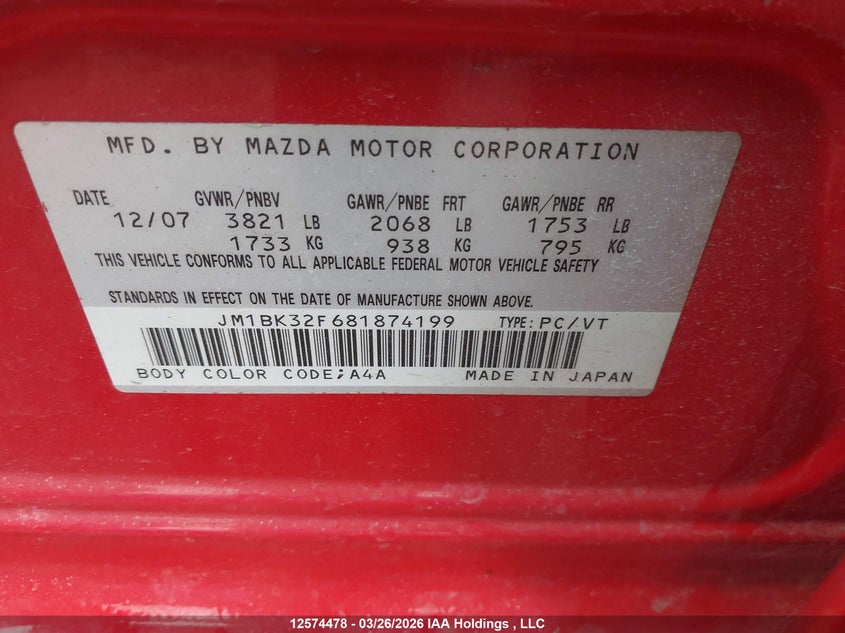 MFD. BY MAZDA MOTOR CORPORATION
DATE GVWR/PNBV GAWR/PNBE FRT GAWR/PNBE RR
12/07 3821 LB 2068 LB 1753 LB
1733 KG 938 KG 795 KG
THIS VEHICLE CONFORMS TO ALL APPLICABLE FEDERAL MOTOR VEHICLE SAFETY
STANDARDS IN EFFECT ON THE DATE OF MANUFACTURE SHOWN ABOVE.
JM1BK32F681874199 TYPE: PC/VT
BODY COLOR CODE;A4A MADE IN JAPAN
12574478 - 03/26/2026 IAA Holdings , LLC